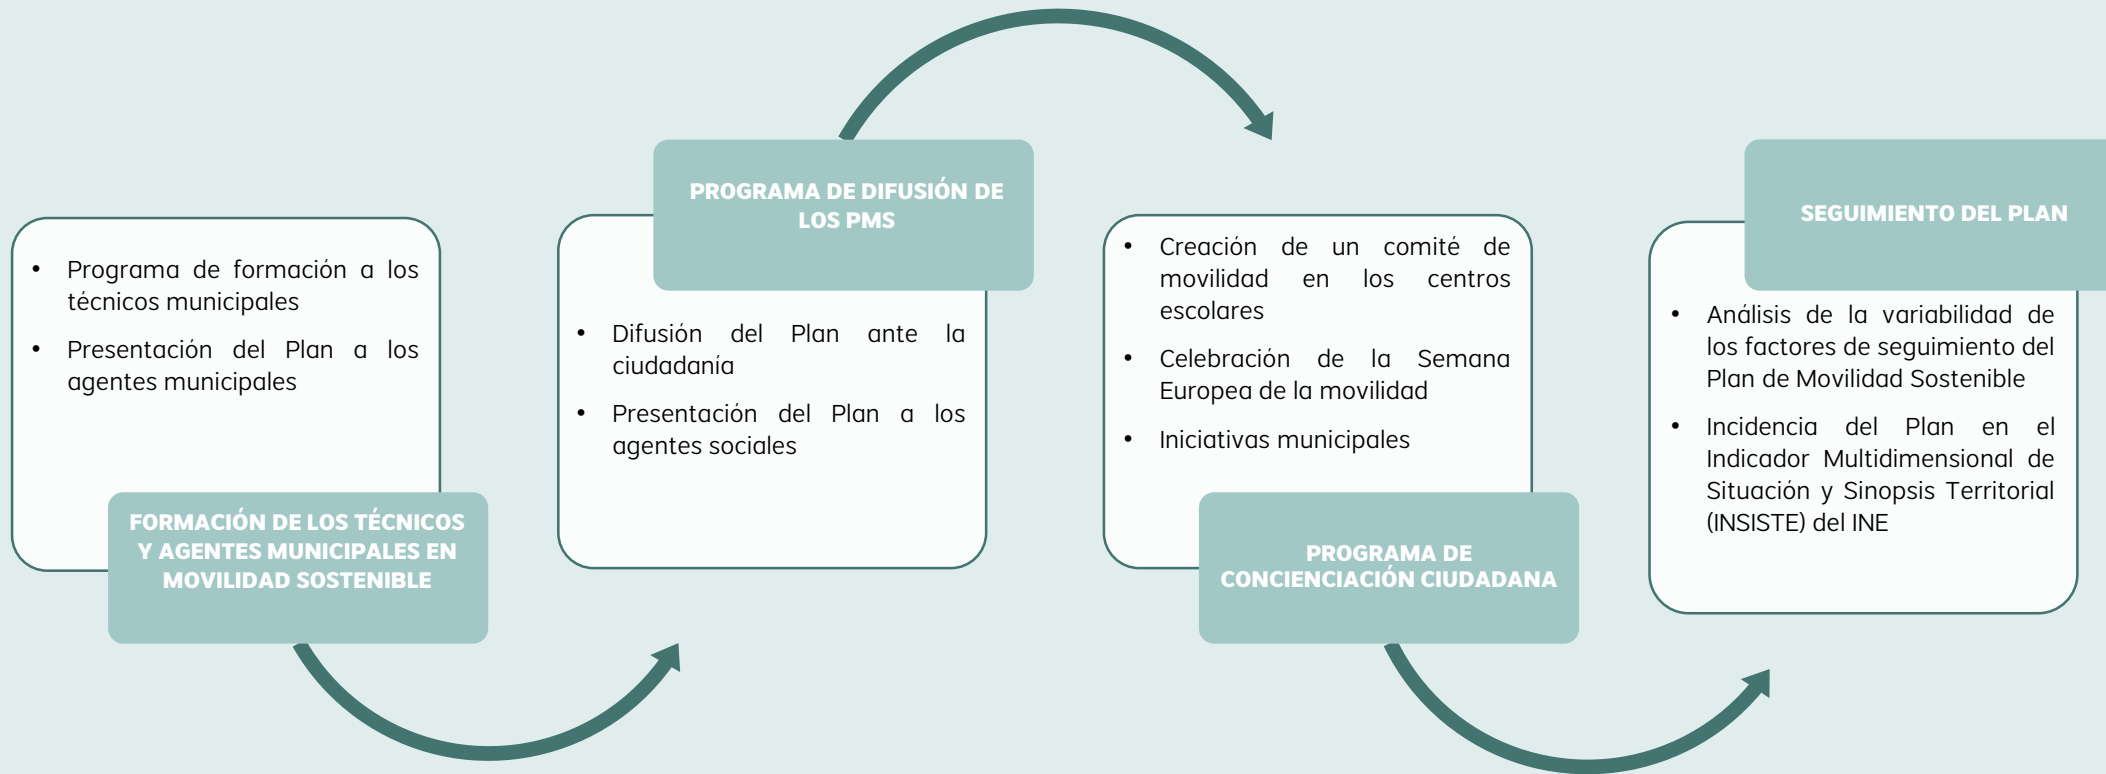 • Programa de formación a los
técnicos municipales
• Presentación del Plan a los
agentes municipales
FORMACIÓN DE LOS TÉCNICOS
Y AGENTES MUNICIPALES EN
MOVILIDAD SOSTENIBLE
PROGRAMA DE DIFUSIÓN DE
LOS PMS
• Difusión del Plan ante la
ciudadanía
• Presentación del Plan a los
agentes sociales
• Creación de un comité de
movilidad en los centros
escolares
• Celebración de la Semana
Europea de la movilidad
• Iniciativas municipales
PROGRAMA DE
CONCIENCIACIÓN CIUDADANA
SEGUIMIENTO DEL PLAN
• Análisis de la variabilidad de
los factores de seguimiento del
Plan de Movilidad Sostenible
• Incidencia del Plan en el
Indicador Multidimensional de
Situación y Sinopsis Territorial
(INSISTE) del INE